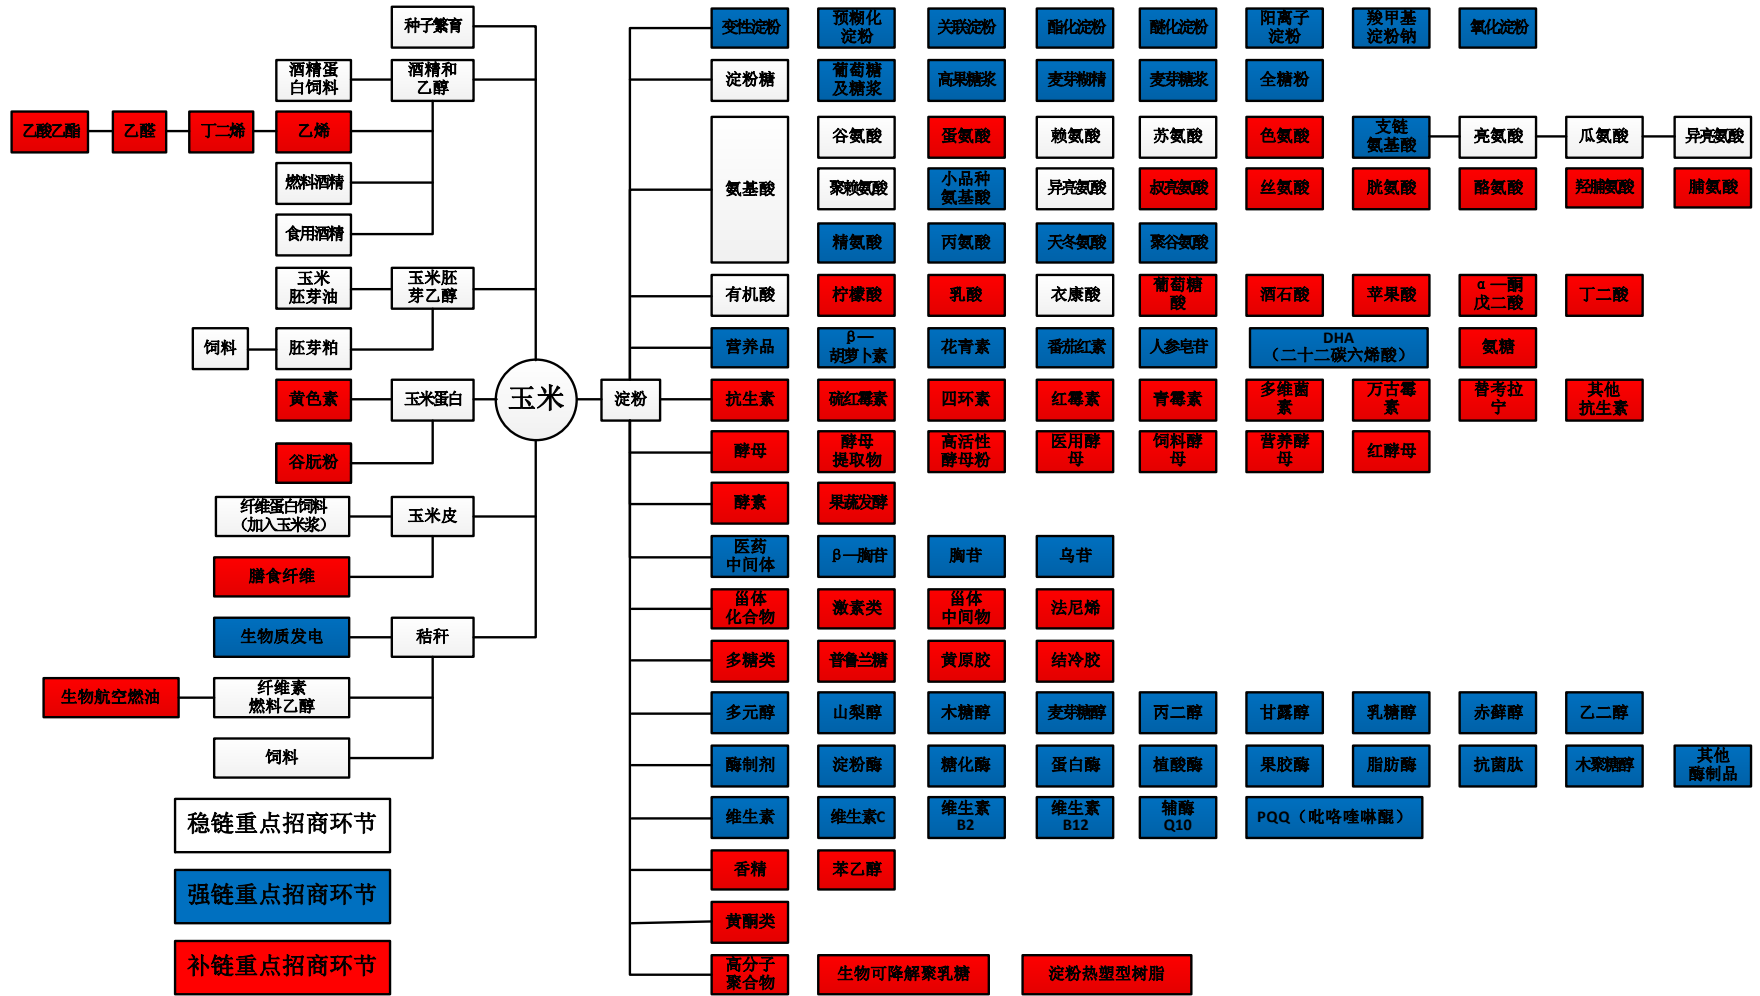 种子繁育
酒精蛋
白饲料
酒精和
乙醇
乙酸乙酯
乙醛
丁二烯
乙烯
燃料酒精
食用酒精
玉米
胚芽油
玉米胚
芽乙醇
饲料
胚芽粕
黄色素
玉米蛋白
谷朊粉
纤维蛋白饲料
（加入玉米浆）
玉米皮
膳食纤维
生物质发电
秸秆
生物航空燃油
纤维素
燃料乙醇
饲料
稳链重点招商环节
强链重点招商环节
补链重点招商环节
玉米
淀粉
变性淀粉
预糊化
淀粉
关联淀粉
酯化淀粉
醚化淀粉
阳离子
淀粉
羧甲基
淀粉钠
氧化淀粉
淀粉糖
葡萄糖
及糖浆
高果糖浆
麦芽糊精
麦芽糖浆
全糖粉
氨基酸
谷氨酸
蛋氨酸
赖氨酸
苏氨酸
色氨酸
支链
氨基酸
亮氨酸
瓜氨酸
异亮氨酸
聚赖氨酸
小品种
氨基酸
异亮氨酸
叔亮氨酸
丝氨酸
胱氨酸
酪氨酸
羟脯氨酸
脯氨酸
精氨酸
丙氨酸
天冬氨酸
聚谷氨酸
有机酸
柠檬酸
乳酸
衣康酸
葡萄糖
酸
酒石酸
苹果酸
α—酮
戊二酸
丁二酸
营养品
β—
胡萝卜素
花青素
番茄红素
人参皂苷
DHA
（二十二碳六烯酸）
氨糖
抗生素
硫红霉素
四环素
红霉素
青霉素
多维菌
素
万古霉
素
替考拉
宁
其他
抗生素
酵母
酵母
提取物
高活性
酵母粉
医用酵
母
饲料酵
母
营养酵
母
红酵母
酵素
果蔬发酵
医药
中间体
β—胸苷
胸苷
乌苷
甾体
化合物
激素类
甾体
中间物
法尼烯
多糖类
普鲁兰糖
黄原胶
结冷胶
多元醇
山梨醇
木糖醇
麦芽糖醇
丙二醇
甘露醇
乳糖醇
赤藓醇
乙二醇
酶制剂
淀粉酶
糖化酶
蛋白酶
植酸酶
果胶酶
脂肪酶
抗菌肽
木聚糖醇
其他
酶制品
维生素
维生素C
维生素
B2
维生素
B12
辅酶
Q10
PQQ（吡咯喹啉醌）
香精
苯乙醇
黄酮类
高分子
聚合物
生物可降解聚乳糖
淀粉热塑型树脂